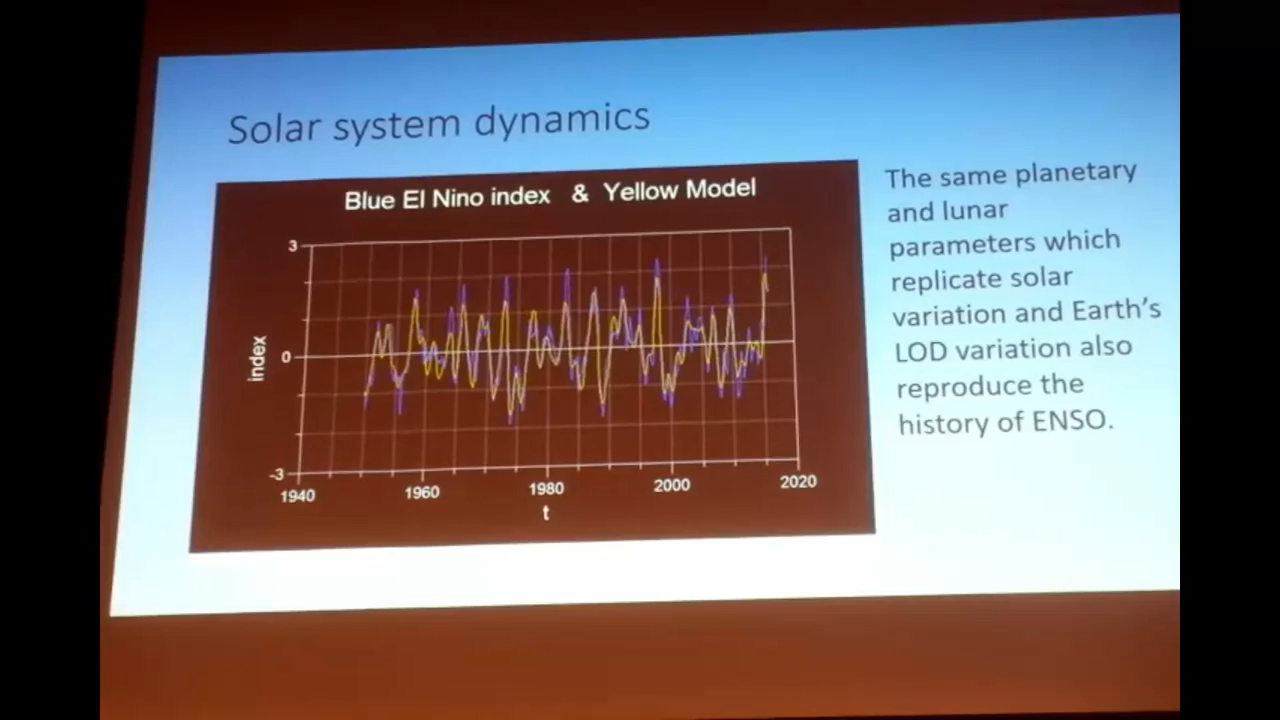 Solar system dynamics
Blue El Nino index & Yellow Model
3
0
-3
index
1940 1960 1980 2000 2020
t
The same planetary
and lunar
parameters which
replicate solar
variation and Earth's
LOD variation also
reproduce the
history of ENSO.